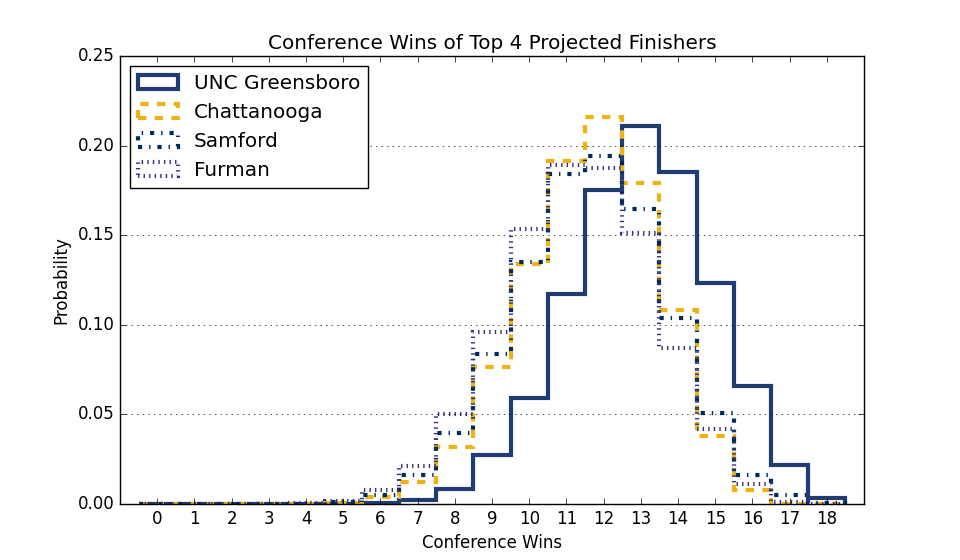 Conference Wins of Top 4 Projected Finishers
0.25
0.20
0.15
0.10
0.05
0.00
Probability
UNC Greensboro
Chattanooga
Samford
Furman
0 1 2 3 4 5 6 7 8 9 10 11 12 13 14 15 16 17 18
Conference Wins